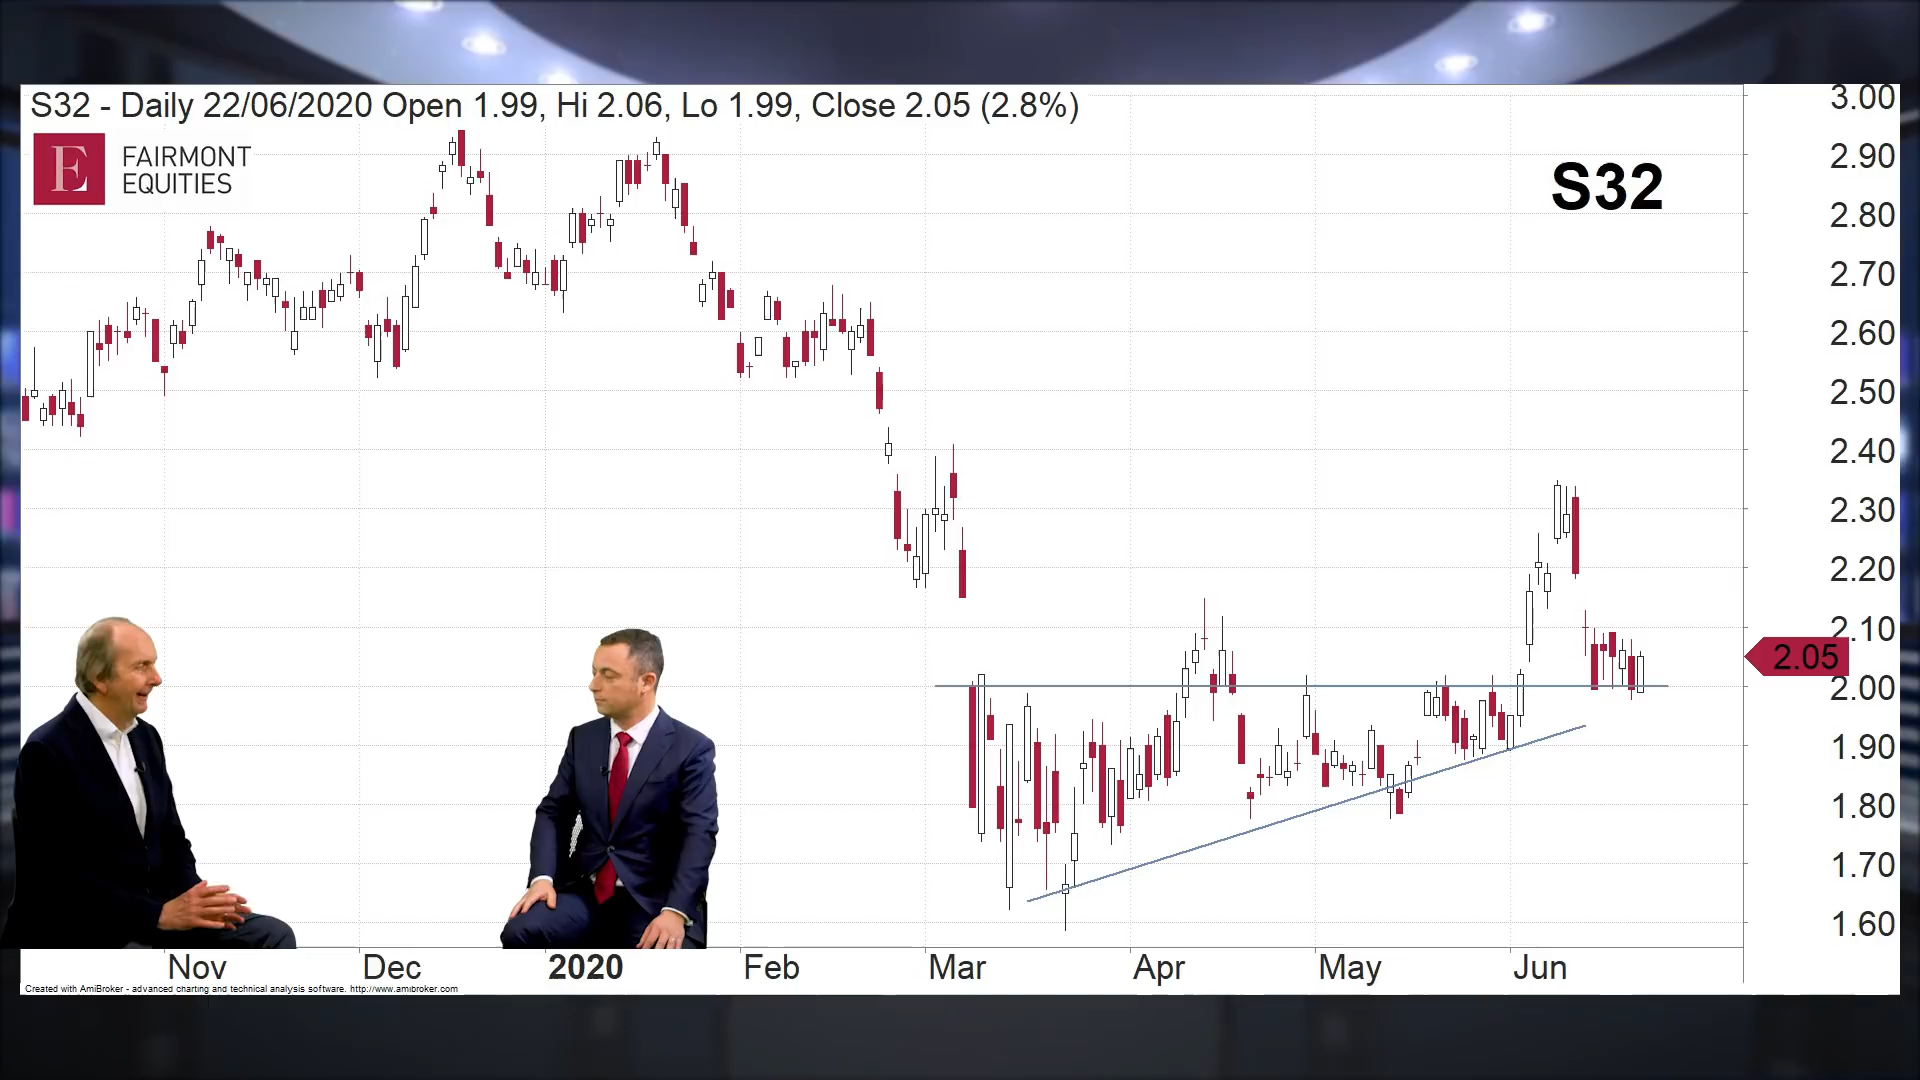 S32 - Daily 22/06/2020 Open 1.99, Hi 2.06, Lo 1.99, Close 2.05 (2.8%)
E
FAIRMONT
EQUITIES
S32
3.00
2.90
2.80
2.70
2.60
2.50
2.40
2.30
2.20
2.10
2.05
2.00
1.90
1.80
1.70
1.60
Nov
Dec
2020
Feb
Mar
Apr
May
Jun
Created with AmiBroker - advanced charting and technical analysis software. http://www.amibroker.com